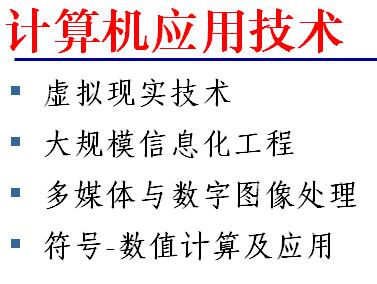 计算机应用技术
虚拟现实技术
大规模信息化工程
多媒体与数字图像处理
符号-数值计算及应用